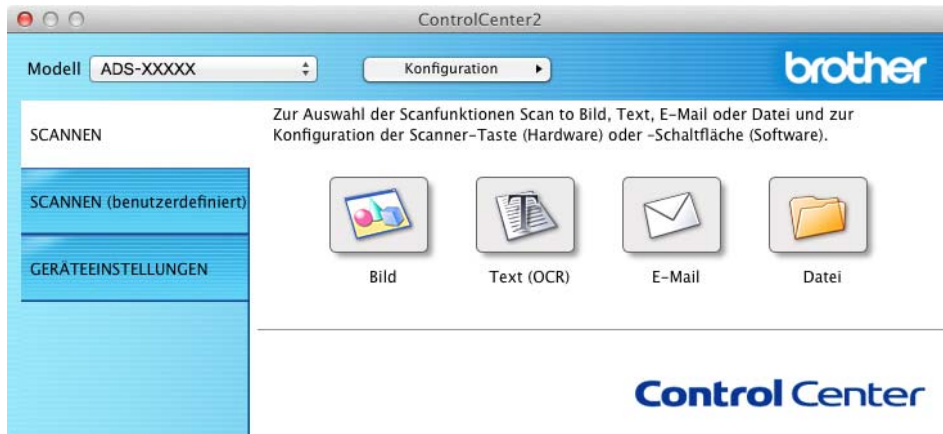 ControlCenter2
Modell ADS-XXXXX Konfiguration brother
SCANNEN
SCANNEN (benutzerdefiniert)
GERÄTEEINSTELLUNGEN
Zur Auswahl der Scanfunktionen Scan to Bild, Text, E-Mail oder Datei und zur
Konfiguration der Scanner-Taste (Hardware) oder -Schaltfläche (Software).
Bild Text (OCR) E-Mail Datei
Control Center